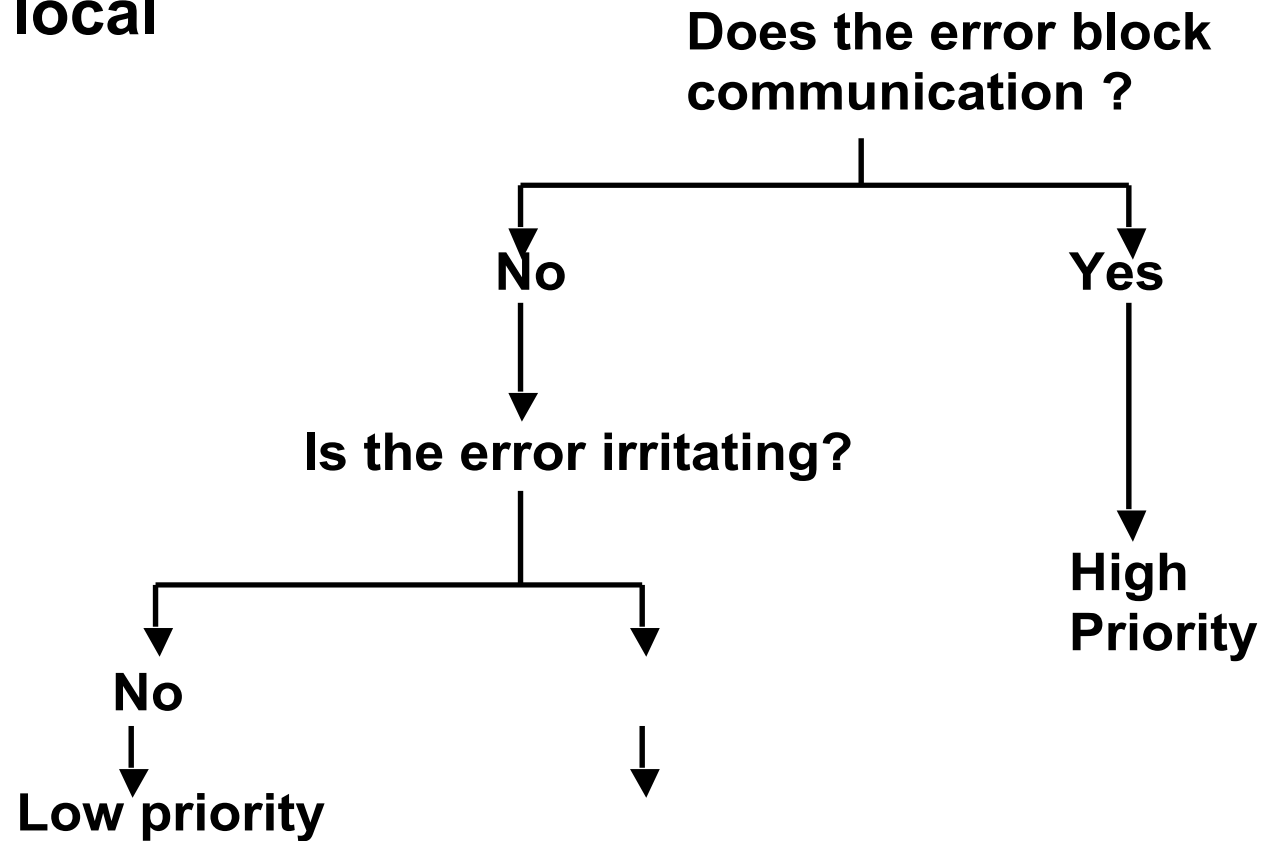 local
Does the error block
communication ?
No
Yes
Is the error irritating?
High
Priority
No
Low priority